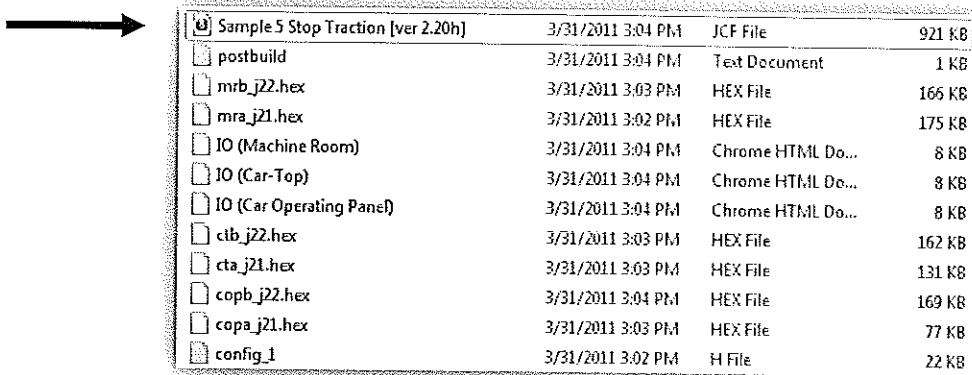 Sample 5 Stop Traction [ver 2.20h] 3/31/2011 3:04 PM JCF File 921 KB
postbuild 3/31/2011 3:04 PM Text Document 1 KB
mrb_j22.hex 3/31/2011 3:03 PM HEX File 166 KB
mra_j21.hex 3/31/2011 3:02 PM HEX File 175 KB
IO (Machine Room) 3/31/2011 3:04 PM Chrome HTML Do... 8 KB
IO (Car-Top) 3/31/2011 3:04 PM Chrome HTML Do... 8 KB
IO (Car Operating Panel) 3/31/2011 3:04 PM Chrome HTML Do... 8 KB
ctb_j22.hex 3/31/2011 3:03 PM HEX File 162 KB
cta_j21.hex 3/31/2011 3:03 PM HEX File 131 KB
copb_j22.hex 3/31/2011 3:04 PM HEX File 169 KB
copa_j21.hex 3/31/2011 3:03 PM HEX File 77 KB
config_1 3/31/2011 3:02 PM H File 22 KB